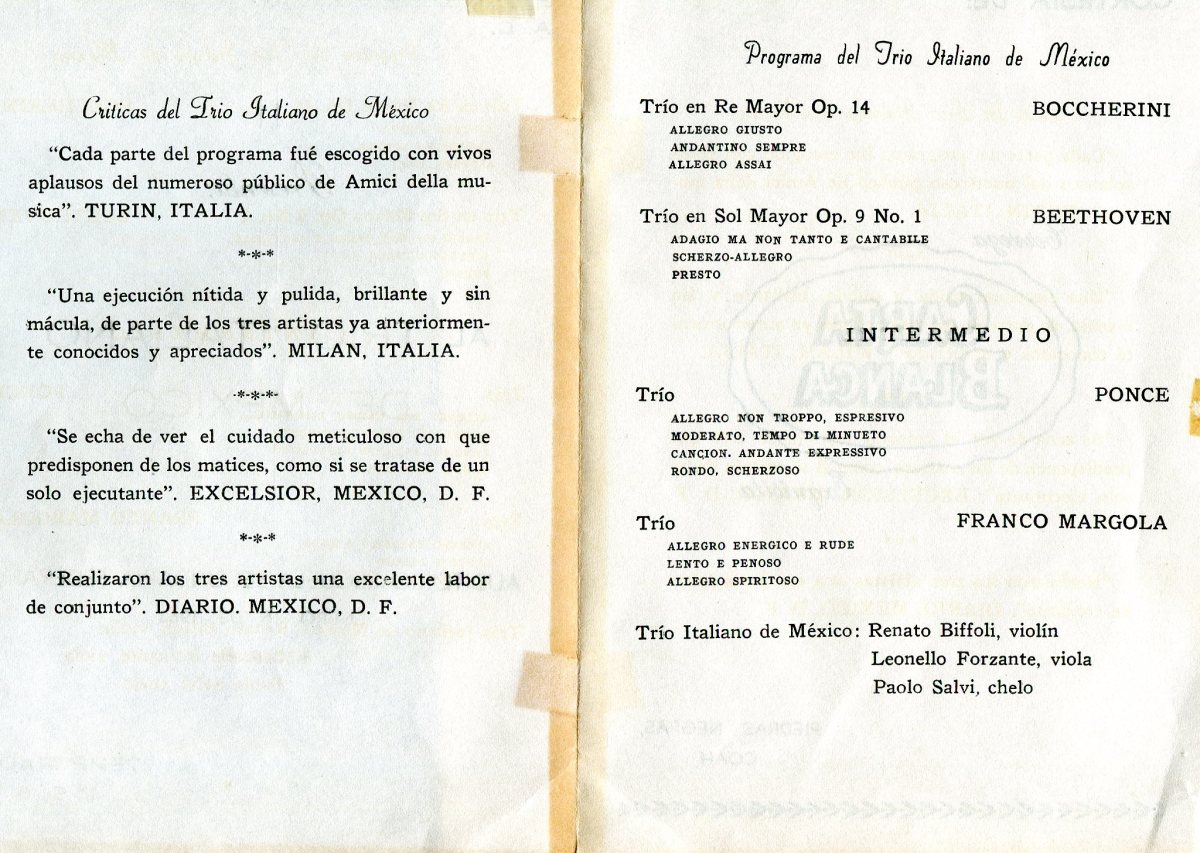 Criticas del Trio Italiano de México
“Cada parte del programa fué escogido con vivos
aplausos del numeroso público de Amici della mu-
sica”. TURIN, ITALIA.
*-*-*
“Una ejecución nítida y pulida, brillante y sin
mácula, de parte de los tres artistas ya anteriormen-
te conocidos y apreciados”. MILAN, ITALIA.
-*-*-*-
“Se echa de ver el cuidado meticuloso con que
predisponen de los matices, como si se tratase de un
solo ejecutante”. EXCELSIOR, MEXICO, D. F.
*-*-*
“Realizaron los tres artistas una excelente labor
de conjunto”. DIARIO. MEXICO, D. F.
Programa del Trio Italiano de México
Trío en Re Mayor Op. 14 BOCCHERINI
ALLEGRO GIUSTO
ANDANTINO SEMPRE
ALLEGRO ASSAI
Trío en Sol Mayor Op. 9 No. 1 BEETHOVEN
ADAGIO MA NON TANTO E CANTABILE
SCHERZO-ALLEGRO
PRESTO
INTERMEDIO
Trío PONCE
ALLEGRO NON TROPPO, ESPRESIVO
MODERATO, TEMPO DI MINUETO
CANCION. ANDANTE EXPRESSIVO
RONDO, SCHERZOSO
Trío FRANCO MARGOLA
ALLEGRO ENERGICO E RUDE
LENTO E PENOSO
ALLEGRO SPIRITOSO
Trío Italiano de México: Renato Biffoli, violín
Leonello Forzante, viola
Paolo Salvi, chelo
CARTA
BLANCA
PIEDRAS NEGRAS,
COAH